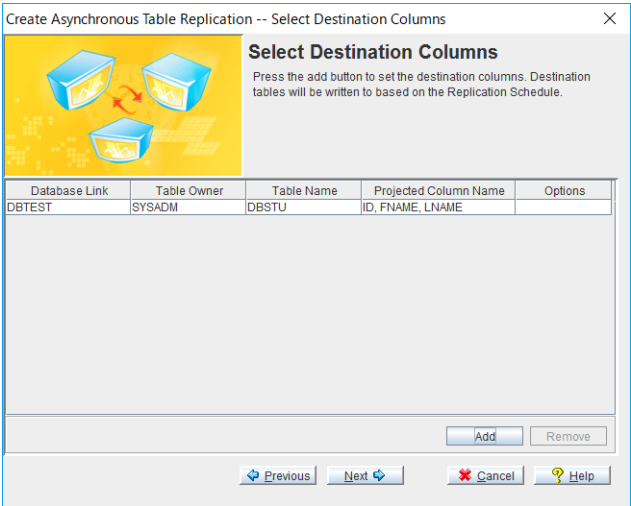 Create Asynchronous Table Replication -- Select Destination Columns
Select Destination Columns
Press the add button to set the destination columns. Destination
tables will be written to based on the Replication Schedule.
Database Link Table Owner Table Name Projected Column Name Options
DBTEST SYSADM DBSTU ID, FNAME, LNAME
Add Remove
Previous Next Cancel Help